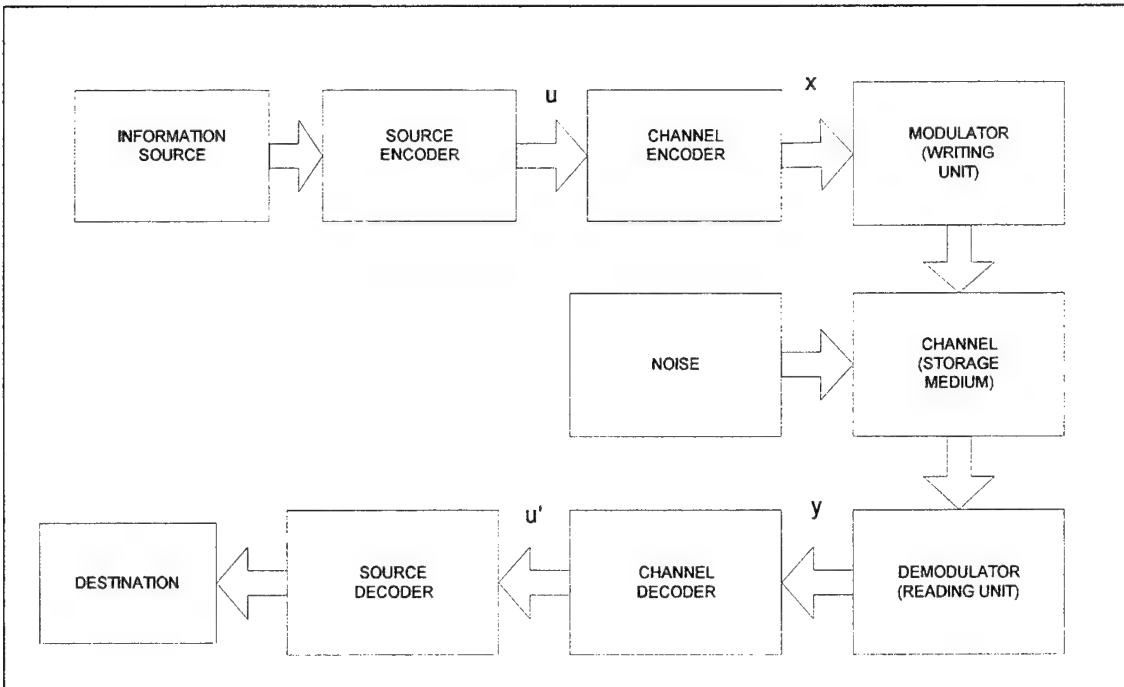 INFORMATION
SOURCE
SOURCE
ENCODER
u
CHANNEL
ENCODER
x
MODULATOR
(WRITING
UNIT)
NOISE
CHANNEL
(STORAGE
MEDIUM)
DESTINATION
SOURCE
DECODER
u'
CHANNEL
DECODER
y
DEMODULATOR
(READING UNIT)